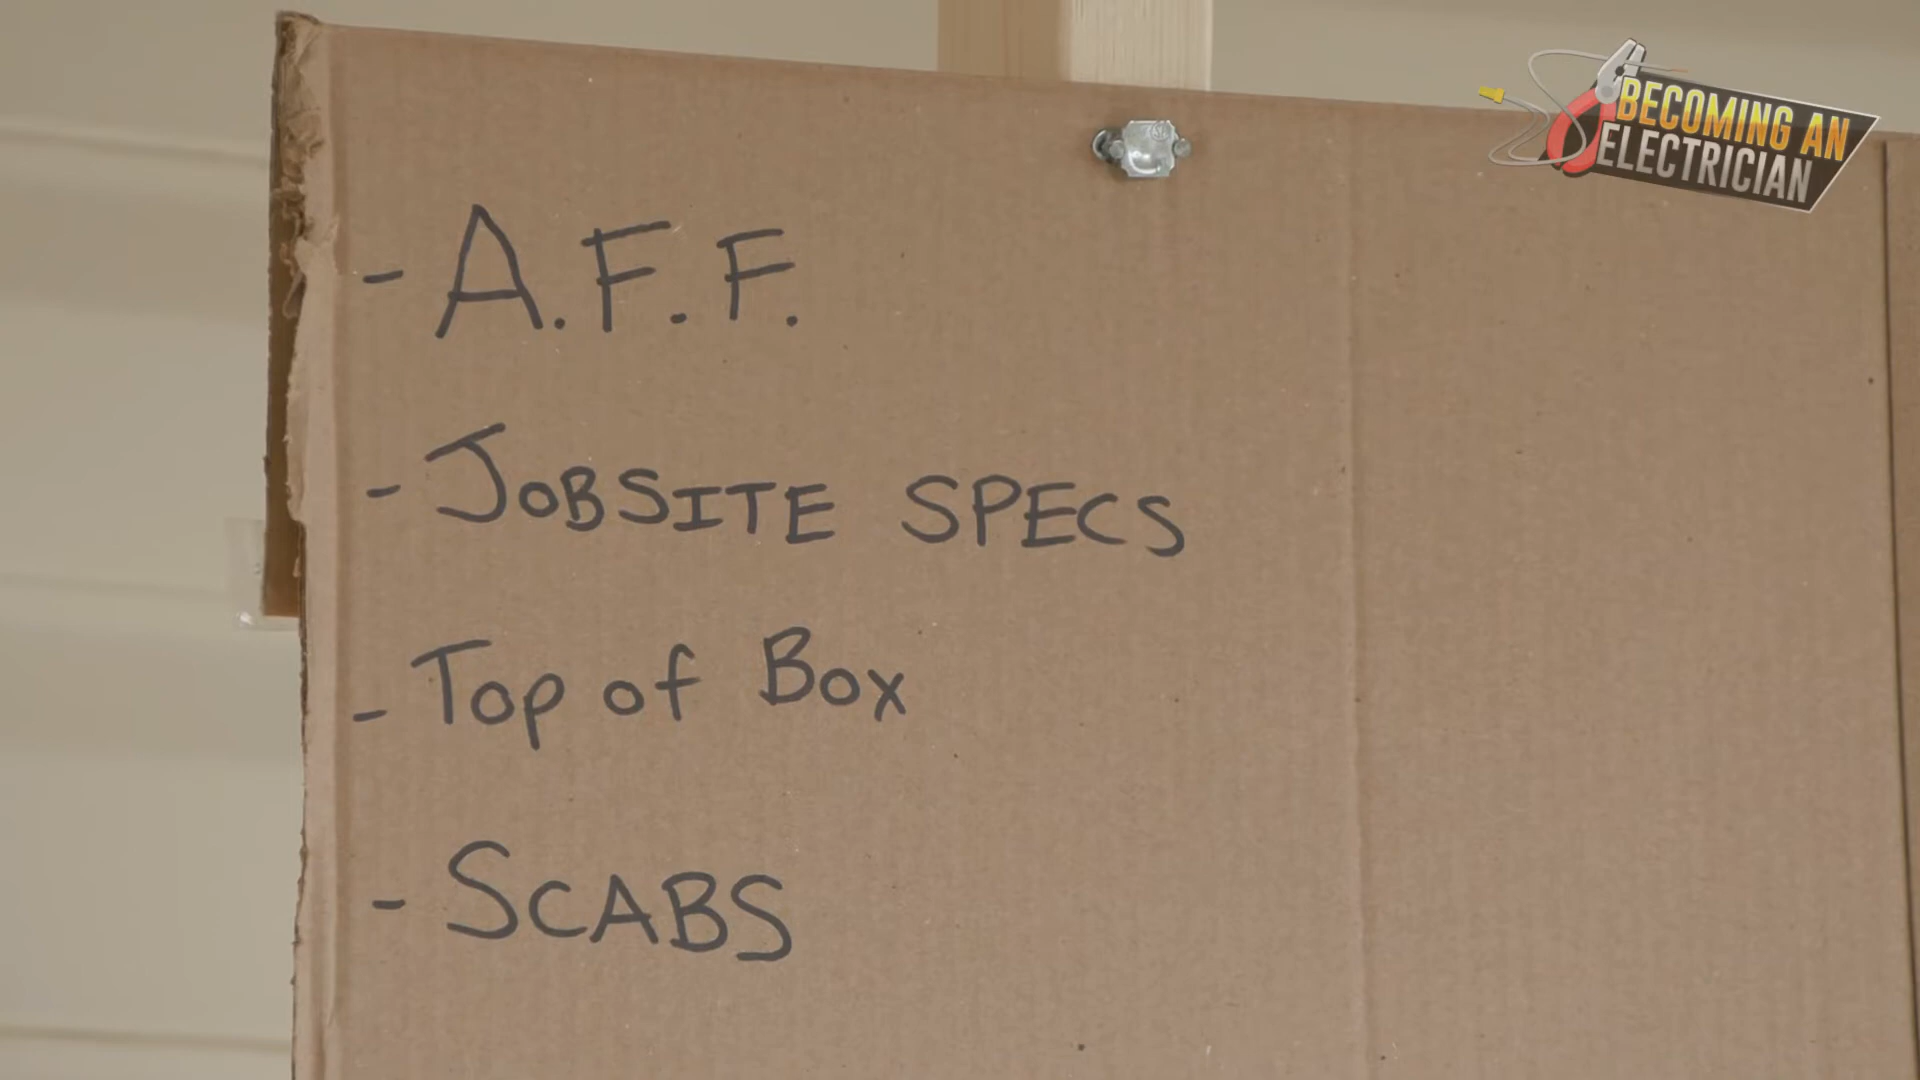 BECOMING AN
ELECTRICIAN
- A.F.F.
- JOBSITE SPECS
- Top of Box
- SCABS